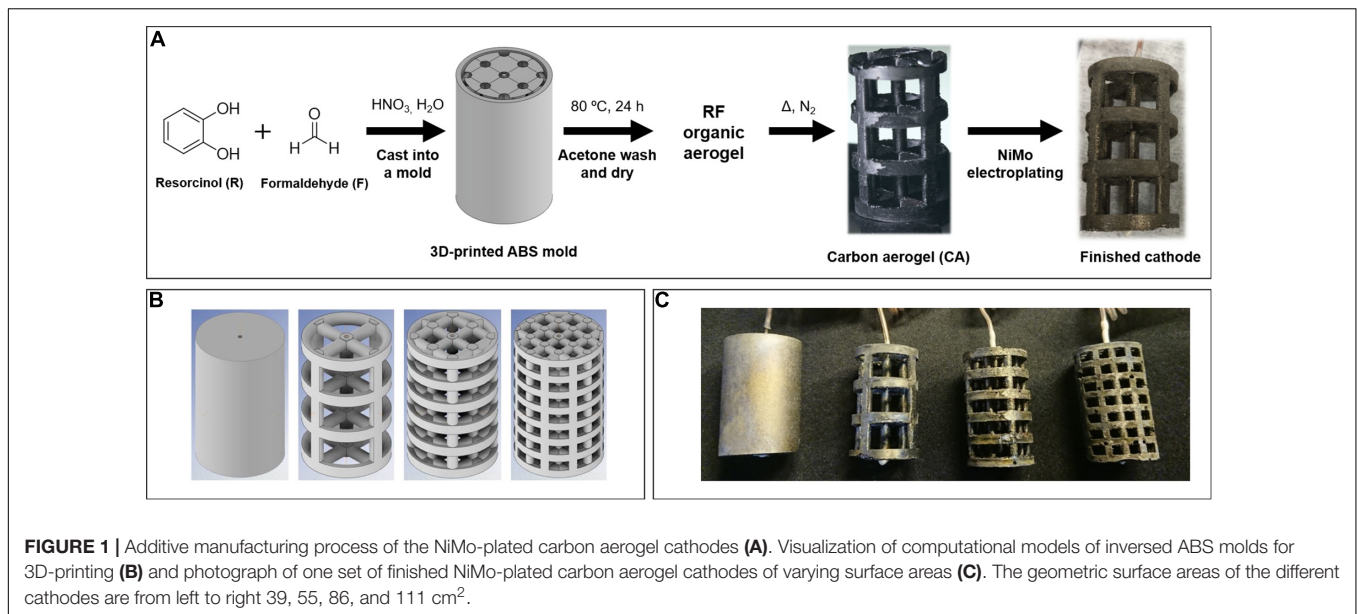 A
OH
OH
Resorcinol (R)
+
O
H
H
Formaldehyde (F)
HNO₃, H₂O
Cast into
a mold
3D-printed ABS mold
80 ºC, 24 h
Acetone wash
and dry
RF
organic
aerogel
Δ, N₂
Carbon aerogel (CA)
NiMo
electroplating
Finished cathode
B
C
FIGURE 1 | Additive manufacturing process of the NiMo-plated carbon aerogel cathodes (A). Visualization of computational models of inversed ABS molds for
3D-printing (B) and photograph of one set of finished NiMo-plated carbon aerogel cathodes of varying surface areas (C). The geometric surface areas of the different
cathodes are from left to right 39, 55, 86, and 111 cm².